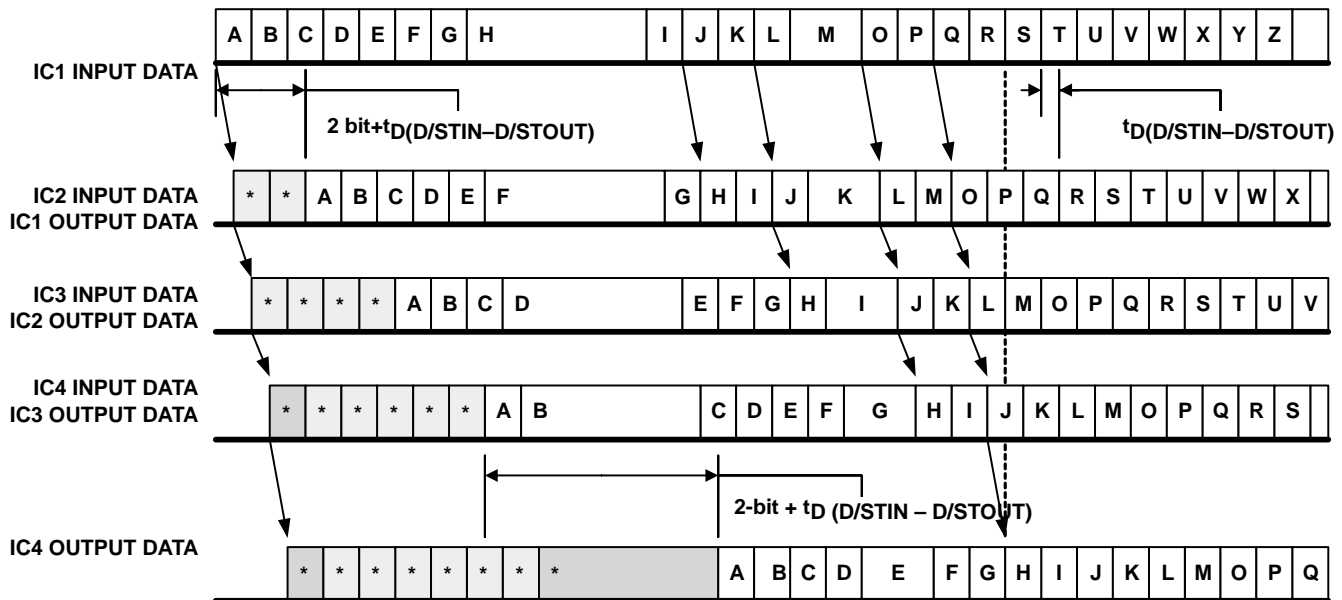 A B C D E F G H I J K L M O P Q R S T U V W X Y Z
IC1 INPUT DATA
2 bit+tD(D/STIN–D/STOUT)
tD(D/STIN–D/STOUT)
IC2 INPUT DATA
IC1 OUTPUT DATA
* * A B C D E F G H I J K L M O P Q R S T U V W X
IC3 INPUT DATA
IC2 OUTPUT DATA
* * * * A B C D E F G H I J K L M O P Q R S T U V
IC4 INPUT DATA
IC3 OUTPUT DATA
* * * * * * A B C D E F G H I J K L M O P Q R S
2-bit + tD (D/STIN – D/STOUT)
IC4 OUTPUT DATA
* * * * * * * * A B C D E F G H I J K L M O P Q